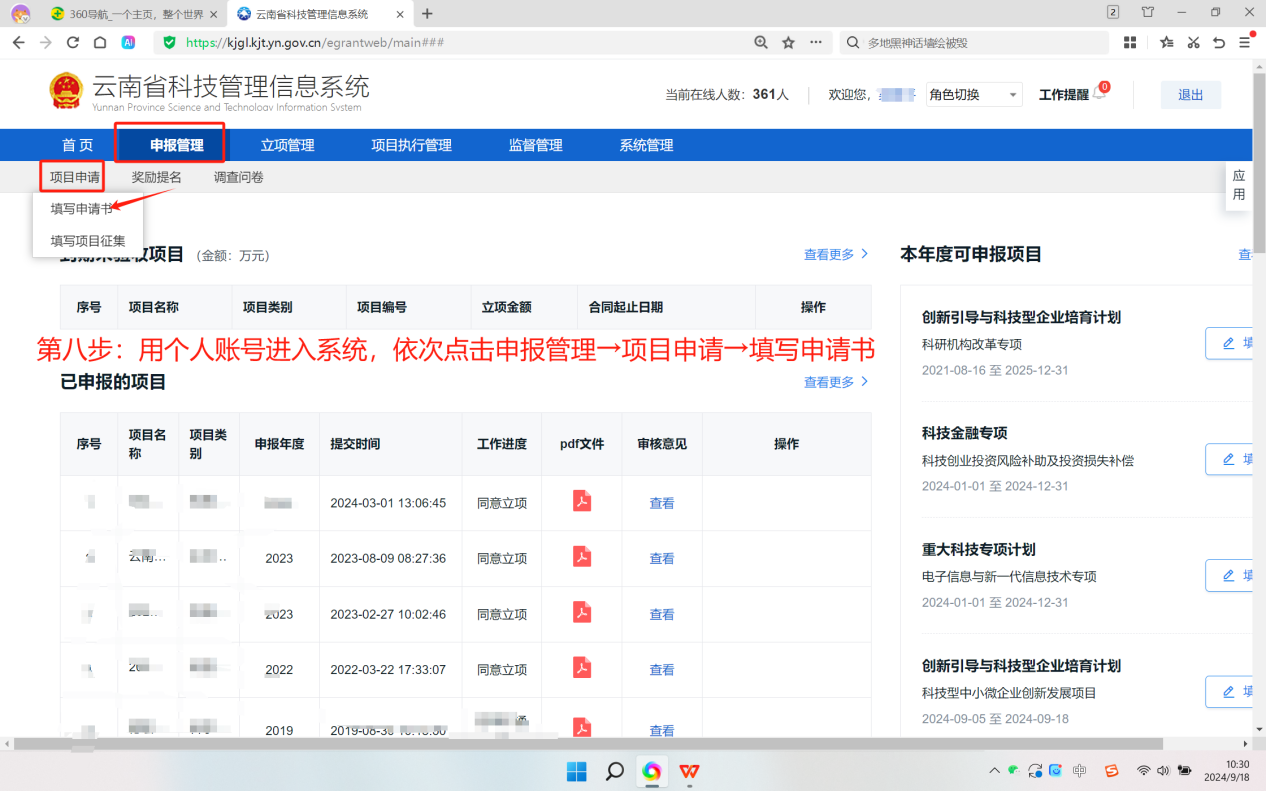 360导航_一个主页，整个世界
云南省科技管理信息系统
2
AI
https://kjgl.kjt.yn.gov.cn/egrantweb/main###
多地黑神话墙绘被毁
云南省科技管理信息系统
Yunnan Province Science and Technology Information System
当前在线人数：361人
欢迎您，
角色切换
工作提醒
0
退出
首 页
申报管理
立项管理
项目执行管理
监督管理
系统管理
项目申请
奖励提名
调查问卷
应用
填写申请书
填写项目征集
到期未验收项目 （金额：万元）
查看更多
本年度可申报项目
序号 项目名称 项目类别 项目编号 立项金额 合同起止日期 操作
创新引导与科技型企业培育计划
科研机构改革专项
2021-08-16 至 2025-12-31
第八步：用个人账号进入系统，依次点击申报管理→项目申请→填写申请书
已申报的项目
查看更多
序号 项目名称 项目类别 申报年度 提交时间 工作进度 pdf文件 审核意见 操作
科技金融专项
科技创业投资风险补助及投资损失补偿
2024-01-01 至 2024-12-31
2024-03-01 13:06:45 同意立项 查看
云南… 2023 2023-08-09 08:27:36 同意立项 查看
重大科技专项计划
电子信息与新一代信息技术专项
2024-01-01 至 2024-12-31
2023 2023-02-27 10:02:46 同意立项 查看
2022 2022-03-22 17:33:07 同意立项 查看
创新引导与科技型企业培育计划
科技型中小微企业创新发展项目
2024-09-05 至 2024-09-18
2019 查看
中
10:30
2024/9/18